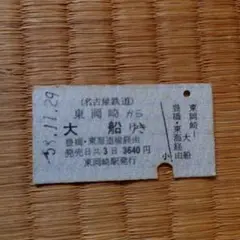 (名古屋鉄道)
東岡崎から
大船ゆき
豊橋・東海道線経由
発売日共3日 3640円
東岡崎駅発行
東岡崎
大船
豊橋・東海経由
小